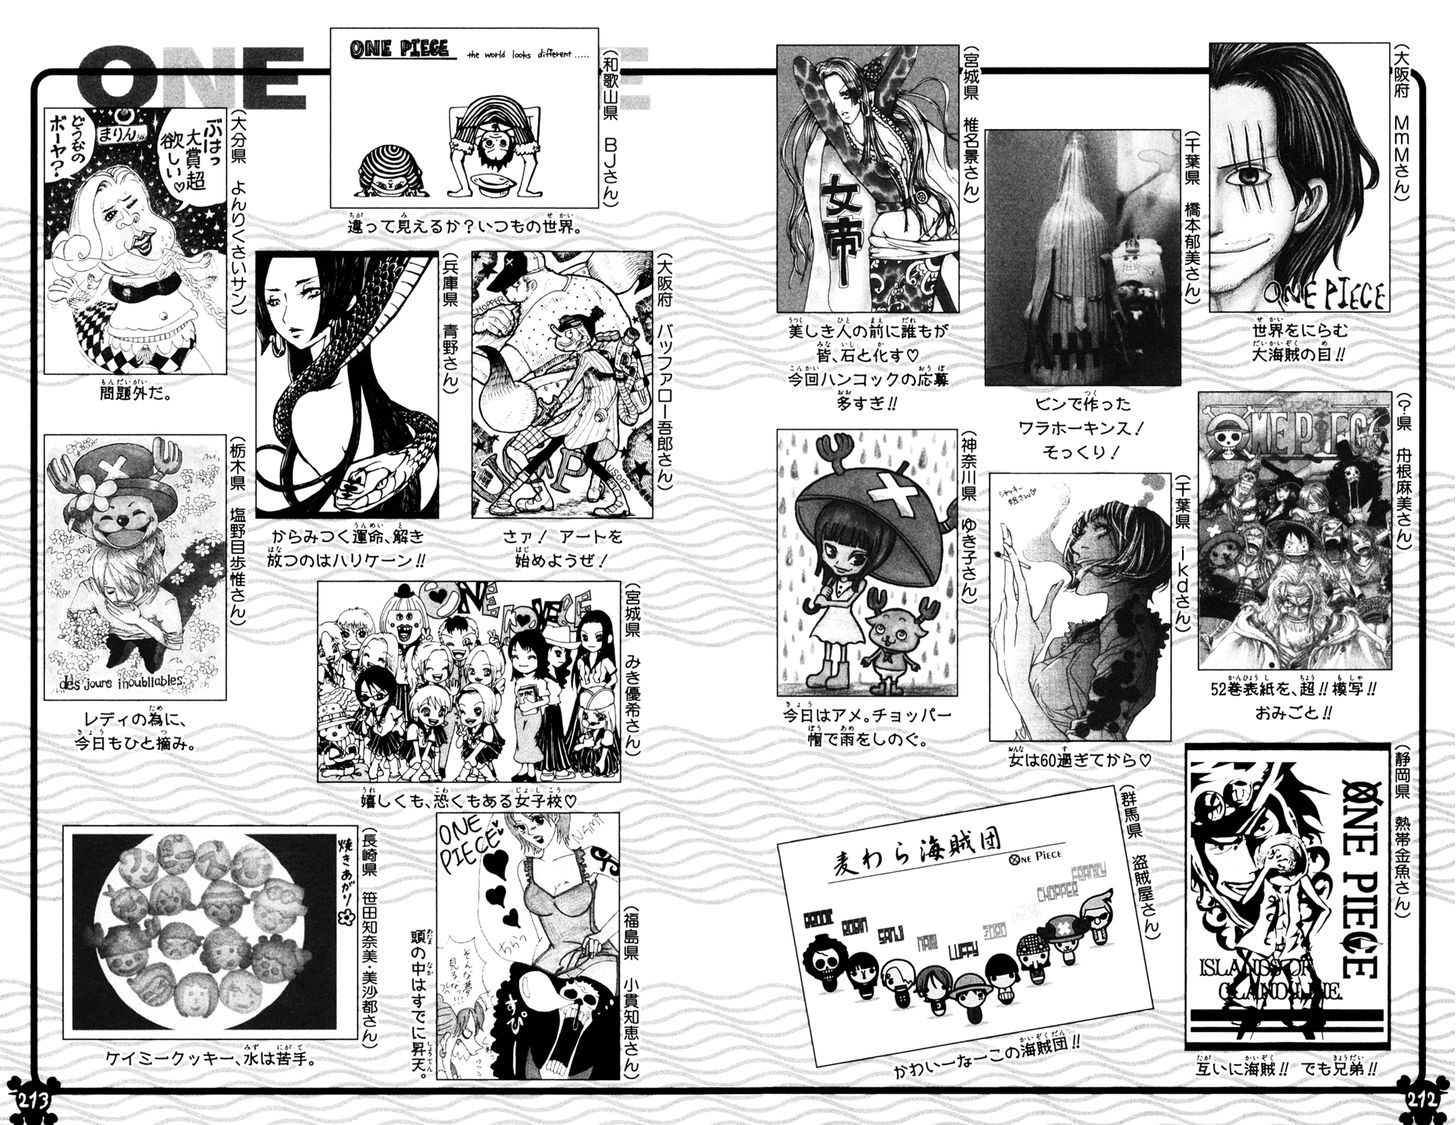 (大阪府　MmMさん)
ONE PIECE
世界をにらむ
大海賊の目!!
(千葉県　橋本郁美さん)
ビンで作った
ワラホーキンス!
そっくり!
(宮城県　椎名景さん)
女帝
美しき人の前に誰もが
皆、石と化す♡
今回ハンコックの応募
多すぎ!!
(?県　舟根麻美さん)
ONE PIECE
52巻表紙を、超!!模写!!
おみごと!!
(千葉県　ikdさん)
女は60過ぎてから♡
(神奈川県　ゆき子さん)
今日はアメ。チョッパー
帽で雨をしのぐ。
(静岡県　熱帯金魚さん)
ONE PIECE
互いに海賊!!　でも兄弟!!
(群馬県　盗賊屋さん)
麦わら海賊団
ONE PIECE
FRANKY
CHOPPER
ZORO
LUFFY
NAMI
SANJI
ROBIN
かわいーなーこの海賊団!!
212
ONE
(和歌山県　BJさん)
ONE PIECE
the world looks different.....
違って見えるか?いつもの世界。
(大分県　よんりくさいサン)
ぶはっ
大賞超
欲しい♡
まりん
どうなの
ボーヤ?
問題外だ。
(大阪府　バッファロー吾郎さん)
さァ!　アートを
始めようぜ!
(兵庫県　青野さん)
からみつく運命、解き
放つのはハリケーン!!
(栃木県　塩野目歩惟さん)
des jours inoubliables
レディの為に、
今日もひと摘み。
(宮城県　みき優希さん)
嬉しくも、恐くもある女子校♡
(長崎県　笹田知奈美・美沙都さん)
焼きあがり
ケイミークッキー、水は苦手。
(福島県　小貫知恵さん)
ONE
PIECE
NAMI
そんな夢
見るな
頭の中はすでに昇天。
213